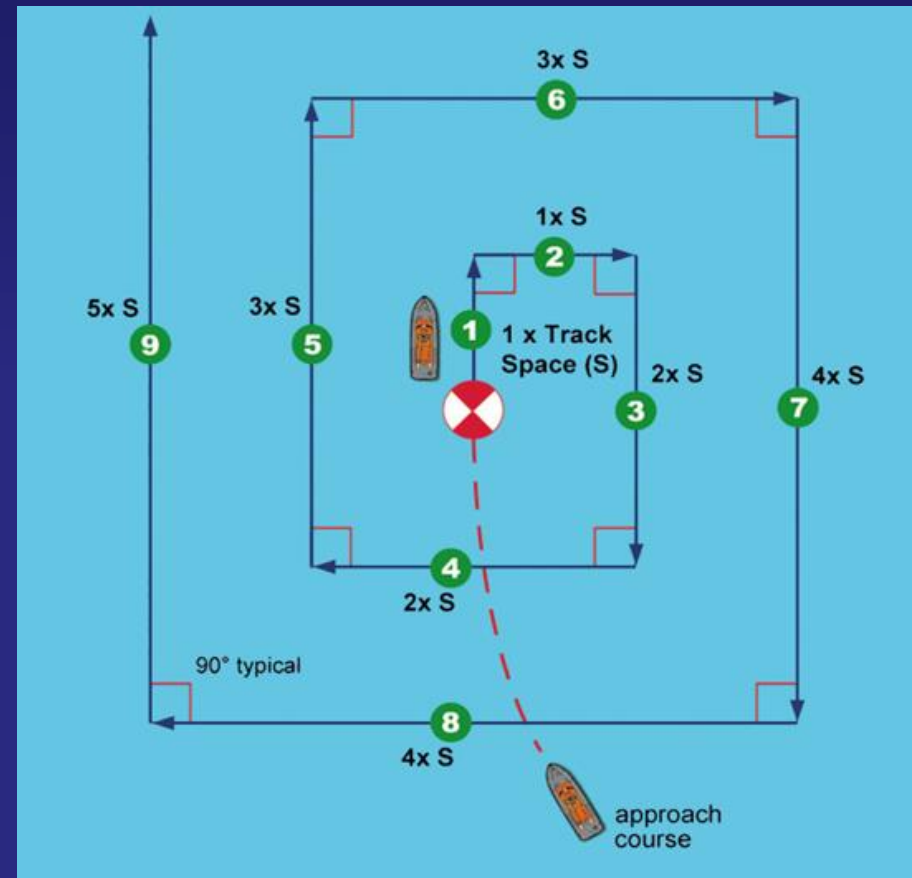 3x S
6
1x S
2
5x S
9
3x S
5
1
1 x Track
Space (S)
2x S
3
4x S
7
4
2x S
90° typical
8
4x S
approach
course